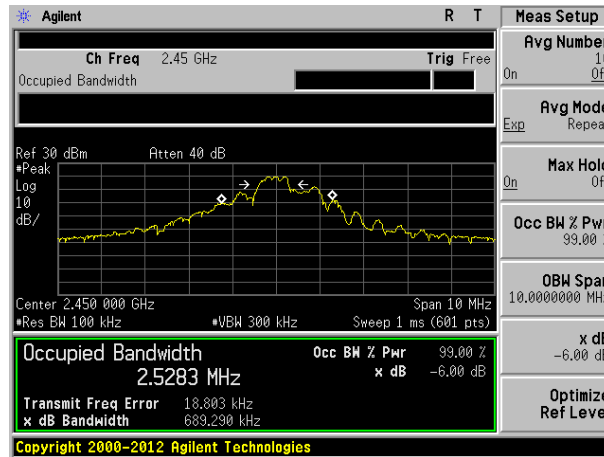 Agilent R T Meas Setup
Ch Freq 2.45 GHz Trig Free
Occupied Bandwidth
Ref 30 dBm Atten 40 dB
#Peak
Log
10
dB/
Center 2.450 000 GHz Span 10 MHz
#Res BW 100 kHz #VBW 300 kHz Sweep 1 ms (601 pts)
Occupied Bandwidth
2.5283 MHz
Occ BW % Pwr 99.00 %
x dB -6.00 dB
Transmit Freq Error 18.803 kHz
x dB Bandwidth 689.290 kHz
Copyright 2000-2012 Agilent Technologies
Avg Number
On
Avg Mode
Exp Repea
Max Hold
On
Occ BW % Pwr
99.00
OBW Span
10.0000000 MH
x dB
-6.00 dB
Optimize
Ref Level